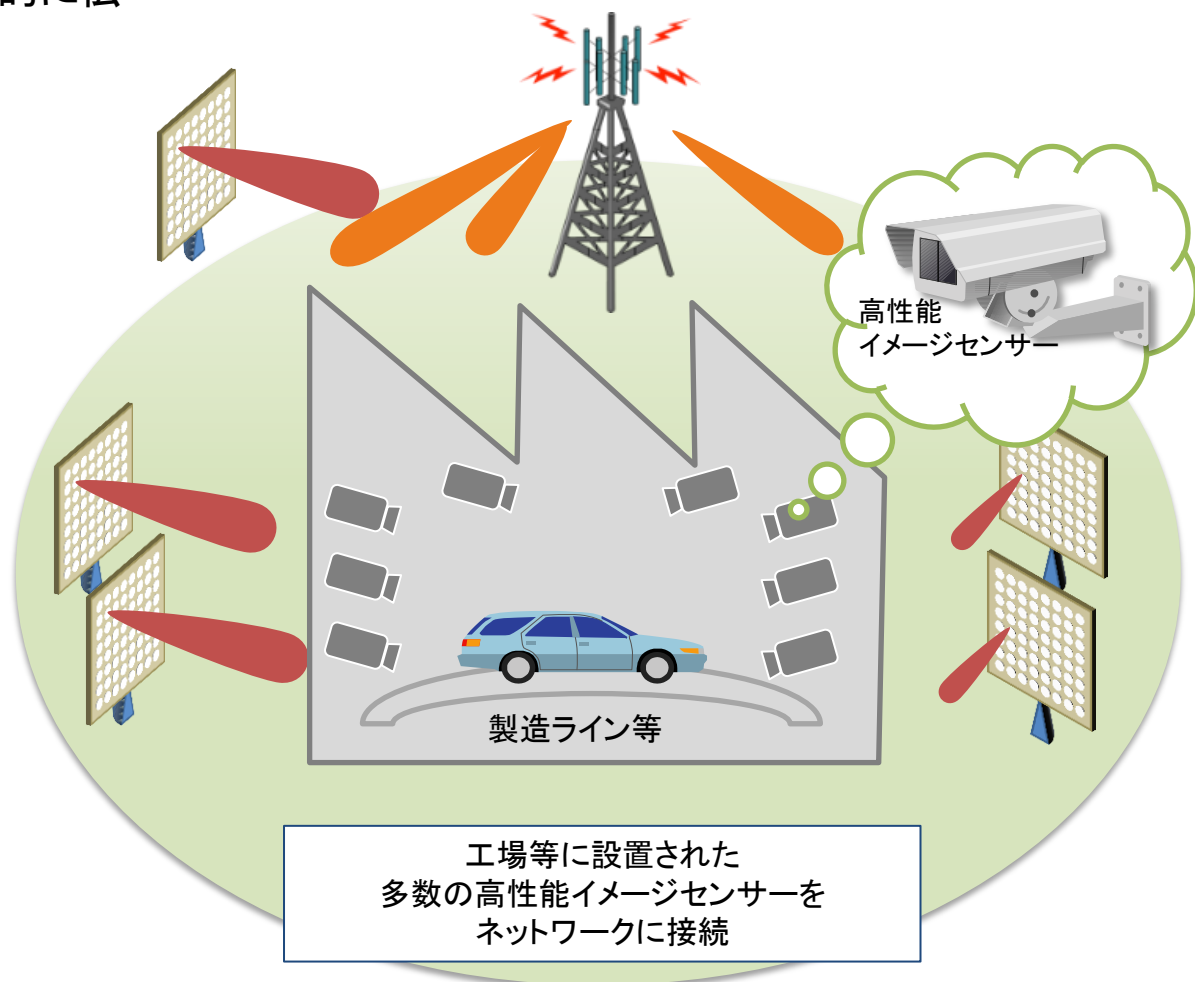 高性能
イメージセンサー
製造ライン等
工場等に設置された
多数の高性能イメージセンサーを
ネットワークに接続